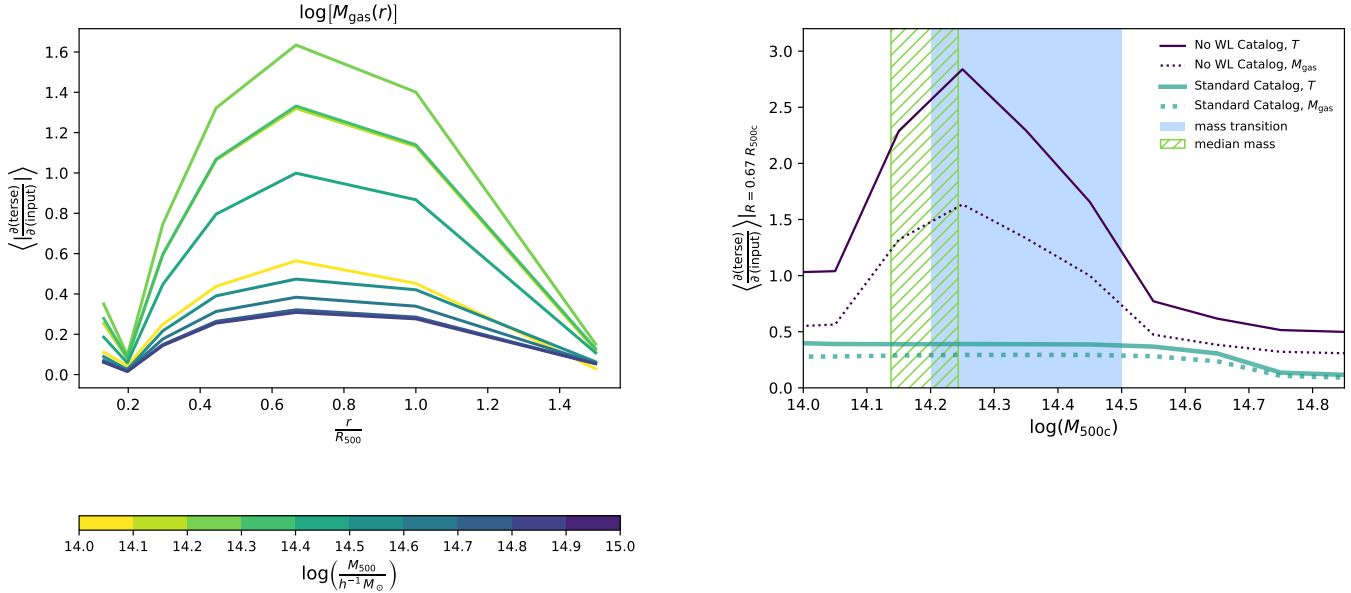 log[M_gas(r)]
⟨|∂(terse)/∂(input)|⟩
1.6
1.4
1.2
1.0
0.8
0.6
0.4
0.2
0.0
0.2 0.4 0.6 0.8 1.0 1.2 1.4
r/R_500
14.0 14.1 14.2 14.3 14.4 14.5 14.6 14.7 14.8 14.9 15.0
log(M_500/h^−1 M_⊙)
⟨∂(terse)/∂(input)⟩|_R = 0.67 R_500c
3.0
2.5
2.0
1.5
1.0
0.5
0.0
No WL Catalog, T
No WL Catalog, M_gas
Standard Catalog, T
Standard Catalog, M_gas
mass transition
median mass
14.0 14.1 14.2 14.3 14.4 14.5 14.6 14.7 14.8
log(M_500c)